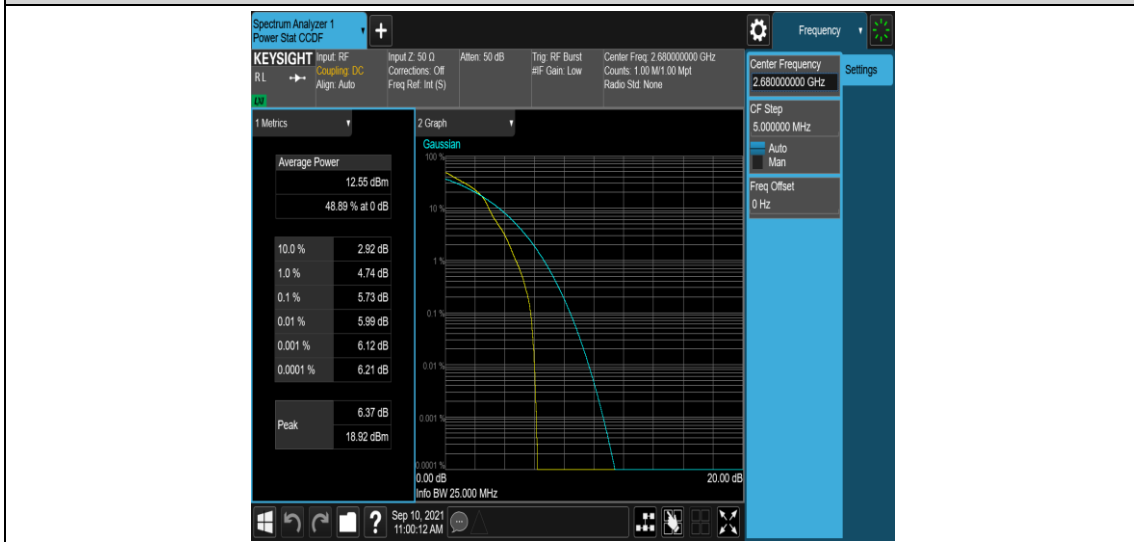 Spectrum Analyzer 1
Power Stat CCDF
Frequency
KEYSIGHT
RL
LXI
Input: RF
Coupling: DC
Align: Auto
Input Z: 50 Ω
Corrections: Off
Freq Ref: Int (S)
Atten: 50 dB
Trig: RF Burst
#IF Gain: Low
Center Freq: 2.680000000 GHz
Counts: 1.00 M/1.00 Mpt
Radio Std: None
Center Frequency
2.680000000 GHz
Settings
CF Step
5.000000 MHz
Auto
Man
Freq Offset
0 Hz
1 Metrics
Average Power
12.55 dBm
48.89 % at 0 dB
10.0 % 2.92 dB
1.0 % 4.74 dB
0.1 % 5.73 dB
0.01 % 5.99 dB
0.001 % 6.12 dB
0.0001 % 6.21 dB
Peak
6.37 dB
18.92 dBm
2 Graph
Gaussian
100 %
10 %
1 %
0.1 %
0.01 %
0.001 %
0.0001 %
0.00 dB 20.00 dB
Info BW 25.000 MHz
?
Sep 10, 2021
11:00:12 AM